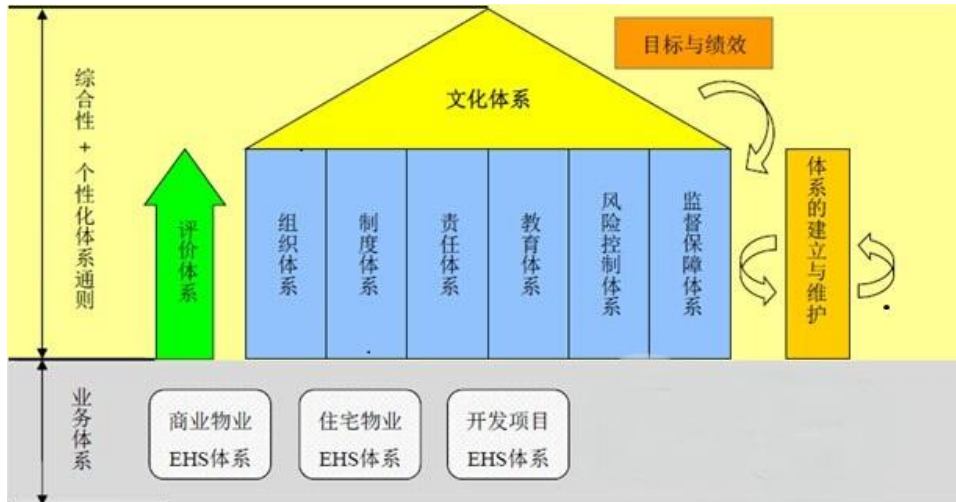 目标与绩效
文化体系
综合性+个性化体系通则
评价体系
组织体系
制度体系
责任体系
教育体系
风险控制体系
监督保障体系
体系的建立与维护
业务体系
商业物业
EHS体系
住宅物业
EHS体系
开发项目
EHS体系